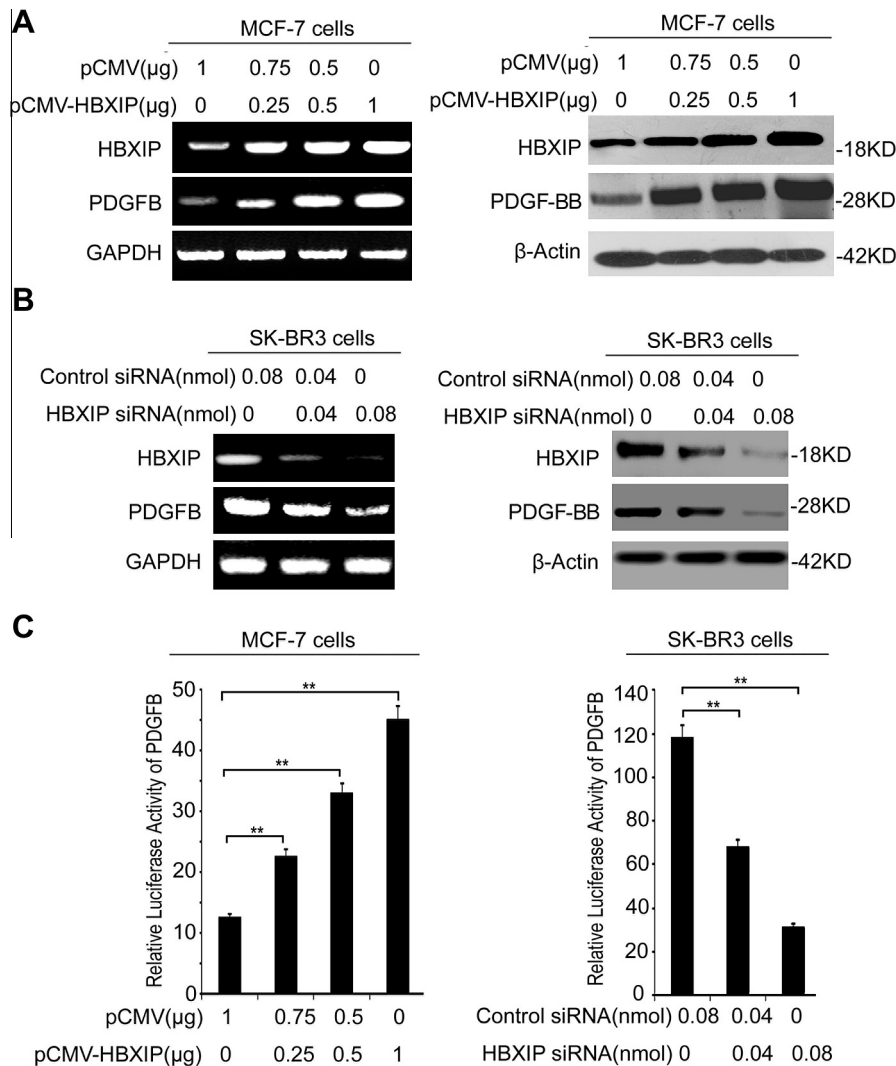 A
MCF-7 cells
pCMV(µg) 1 0.75 0.5 0
pCMV-HBXIP(µg) 0 0.25 0.5 1
HBXIP
PDGFB
GAPDH
MCF-7 cells
pCMV(µg) 1 0.75 0.5 0
pCMV-HBXIP(µg) 0 0.25 0.5 1
HBXIP -18KD
PDGF-BB -28KD
β-Actin -42KD
B
SK-BR3 cells
Control siRNA(nmol) 0.08 0.04 0
HBXIP siRNA(nmol) 0 0.04 0.08
HBXIP
PDGFB
GAPDH
SK-BR3 cells
Control siRNA(nmol) 0.08 0.04 0
HBXIP siRNA(nmol) 0 0.04 0.08
HBXIP -18KD
PDGF-BB -28KD
β-Actin -42KD
C
MCF-7 cells
Relative Luciferase Activity of PDGFB
50
40
30
20
10
0
**
**
**
pCMV(µg) 1 0.75 0.5 0
pCMV-HBXIP(µg) 0 0.25 0.5 1
SK-BR3 cells
Relative Luciferase Activity of PDGFB
140
120
100
80
60
40
20
0
**
**
Control siRNA(nmol) 0.08 0.04 0
HBXIP siRNA(nmol) 0 0.04 0.08